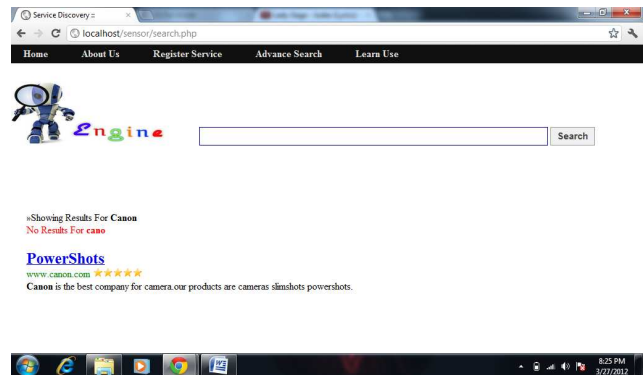 Service Discovery ::
localhost/sensor/search.php
Home About Us Register Service Advance Search Learn Use
Engine
Search
»Showing Results For Canon
No Results For cano
PowerShots
www.canon.com
Canon is the best company for camera.our products are cameras slimshots powershots.
8:25 PM
3/27/2012